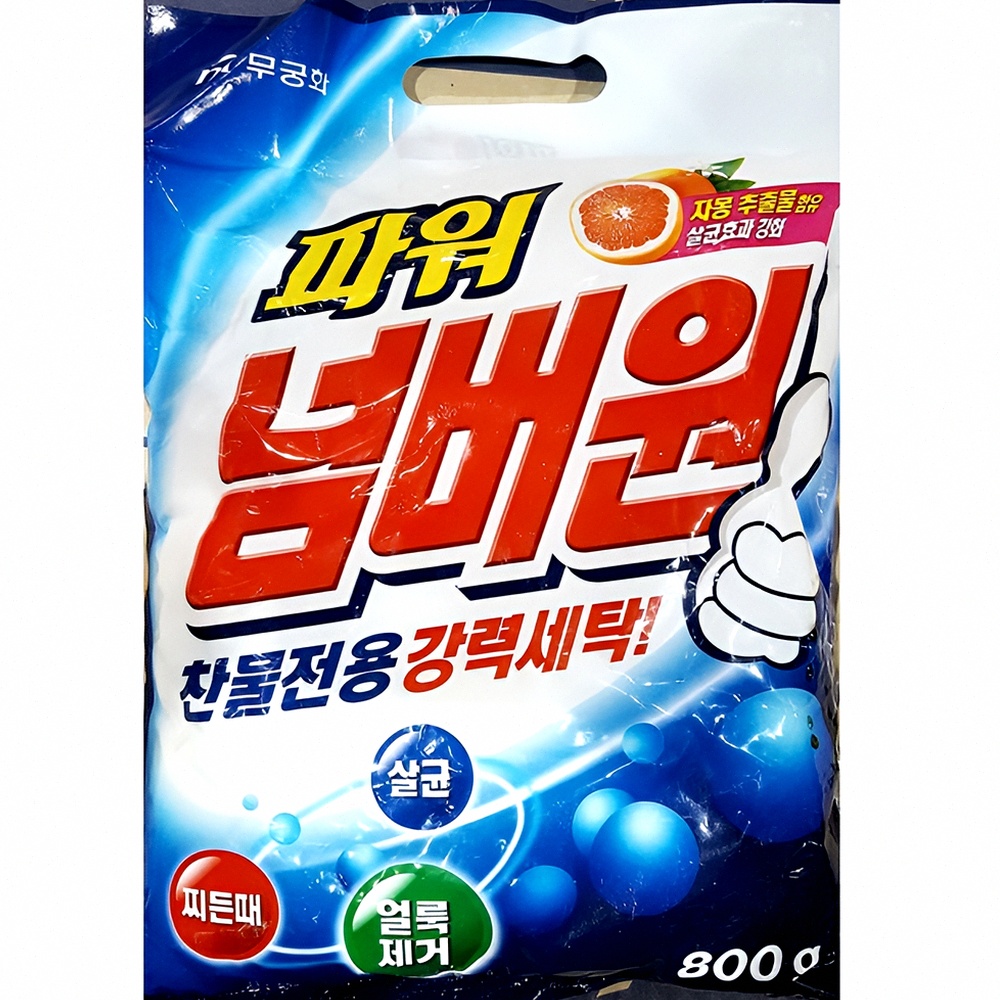 무궁화
자몽 추출물 함유
살균효과 강화
파워
넘버원
찬물전용 강력세탁!
살균
찌든때
얼룩
제거
800 g